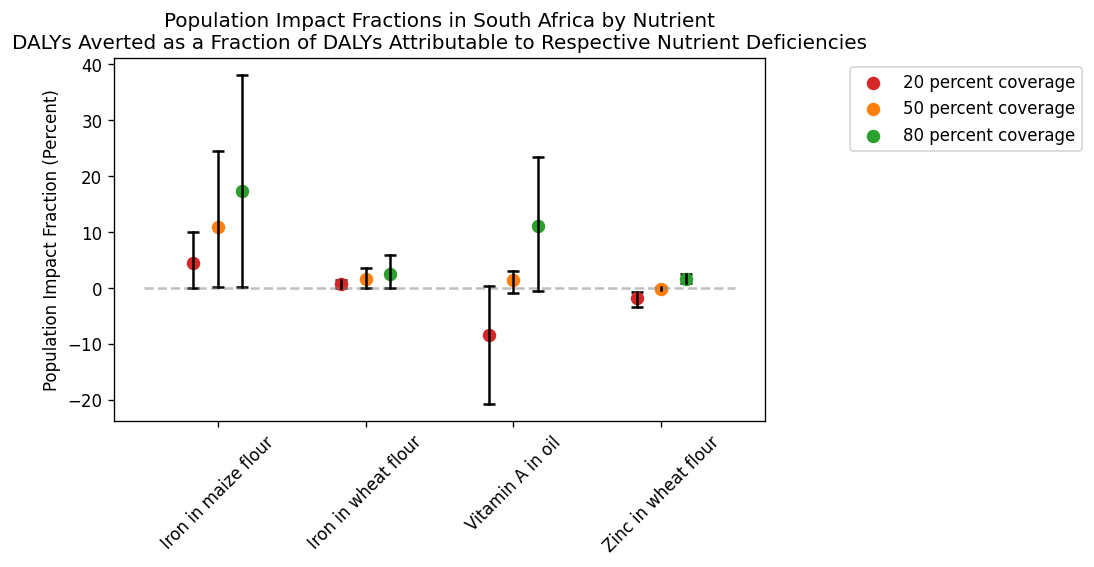 Population Impact Fractions in South Africa by Nutrient
DALYs Averted as a Fraction of DALYs Attributable to Respective Nutrient Deficiencies
Population Impact Fraction (Percent)
40
30
20
10
0
−10
−20
Iron in maize flour
Iron in wheat flour
Vitamin A in oil
Zinc in wheat flour
20 percent coverage
50 percent coverage
80 percent coverage